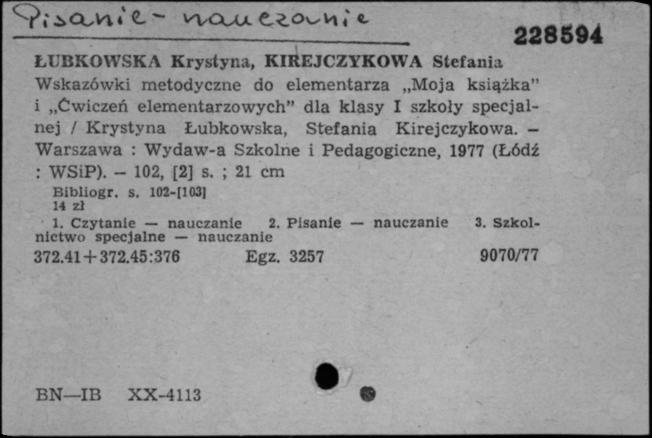 Pisanie - nauczanie
228594
ŁUBKOWSKA Krystyna, KIREJCZYKOWA Stefania
Wskazówki metodyczne do elementarza „Moja książka”
i „Ćwiczeń elementarzowych” dla klasy I szkoły specjal-
nej / Krystyna Łubkowska, Stefania Kirejczykowa. —
Warszawa : Wydaw-a Szkolne i Pedagogiczne, 1977 (Łódź
: WSiP). — 102, [2] s. ; 21 cm
Bibliogr. s. 102-[103]
14 zł
1. Czytanie — nauczanie 2. Pisanie — nauczanie 3. Szkol-
nictwo specjalne — nauczanie
372.41+372.45:376 Egz. 3257 9070/77
BN—IB XX-4113